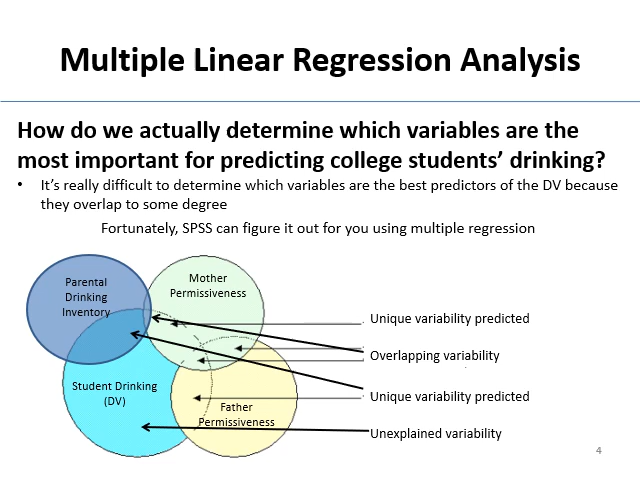 Multiple Linear Regression Analysis
How do we actually determine which variables are the
most important for predicting college students’ drinking?
• It’s really difficult to determine which variables are the best predictors of the DV because
they overlap to some degree
Fortunately, SPSS can figure it out for you using multiple regression
Parental
Drinking
Inventory
Mother
Permissiveness
Student Drinking
(DV)
Father
Permissiveness
Unique variability predicted
Overlapping variability
Unique variability predicted
Unexplained variability
4